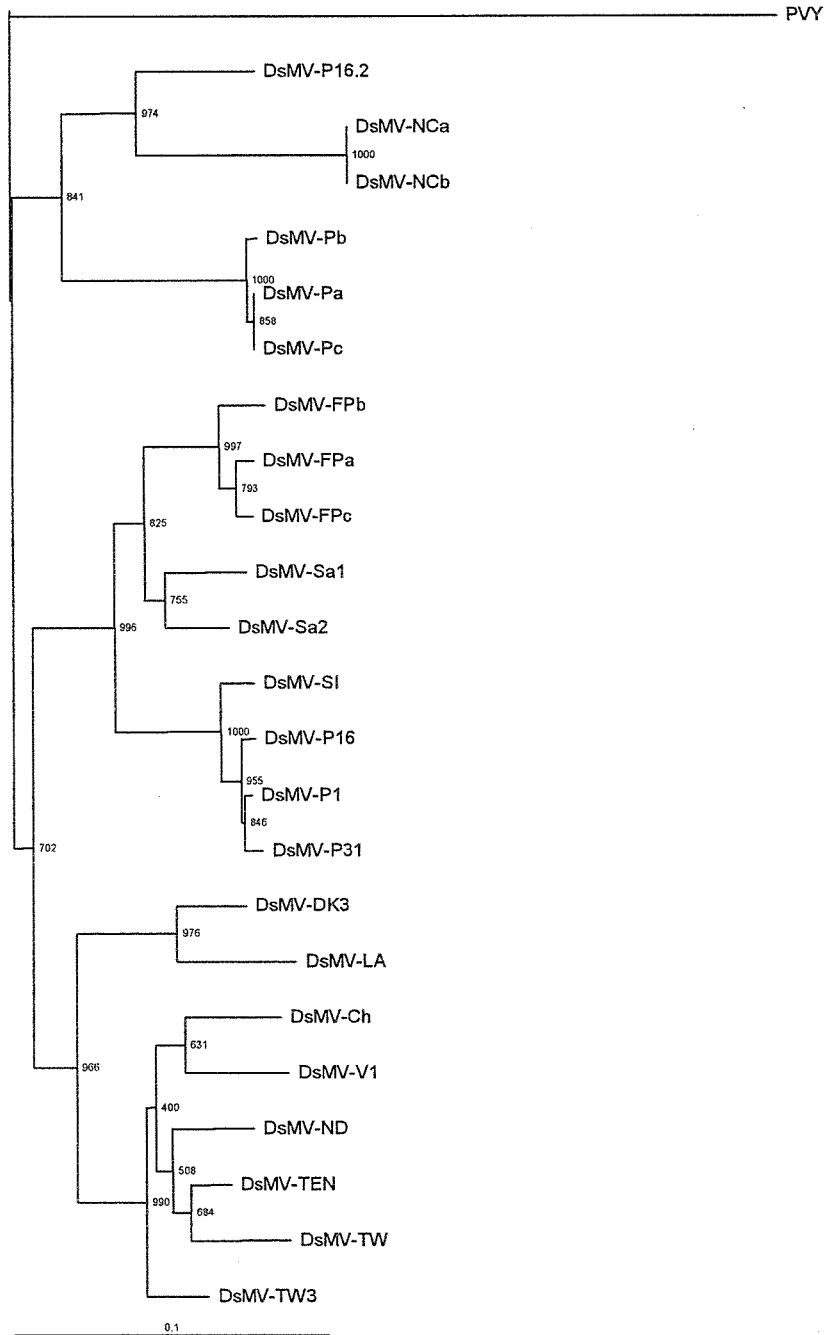 PVY
DsMV-P16.2
974
DsMV-NCa
1000
DsMV-NCb
841
DsMV-Pb
1000
DsMV-Pa
858
DsMV-Pc
DsMV-FPb
997
DsMV-FPa
793
DsMV-FPc
825
DsMV-Sa1
755
DsMV-Sa2
996
DsMV-SI
1000
DsMV-P16
955
DsMV-P1
846
DsMV-P31
702
DsMV-DK3
976
DsMV-LA
DsMV-Ch
631
DsMV-V1
966
400
DsMV-ND
508
DsMV-TEN
990
684
DsMV-TW
DsMV-TW3
0.1